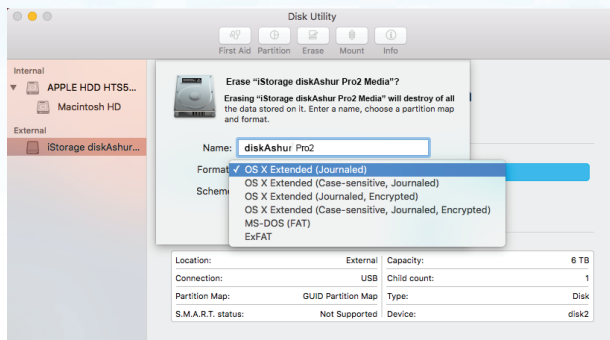 Disk Utility
First Aid Partition Erase Mount Info
Internal
APPLE HDD HTS5...
Macintosh HD
External
iStorage diskAshur...
Erase “iStorage diskAshur Pro2 Media”?
Erasing “iStorage diskAshur Pro2 Media” will destroy of all
the data stored on it. Enter a name, choose a partition map
and format.
Name: diskAshur Pro2
Format ✓ OS X Extended (Journaled)
OS X Extended (Case-sensitive, Journaled)
Schem
OS X Extended (Journaled, Encrypted)
OS X Extended (Case-sensitive, Journaled, Encrypted)
MS-DOS (FAT)
ExFAT
Location: External Capacity: 6 TB
Connection: USB Child count: 1
Partition Map: GUID Partition Map Type: Disk
S.M.A.R.T. status: Not Supported Device: disk2